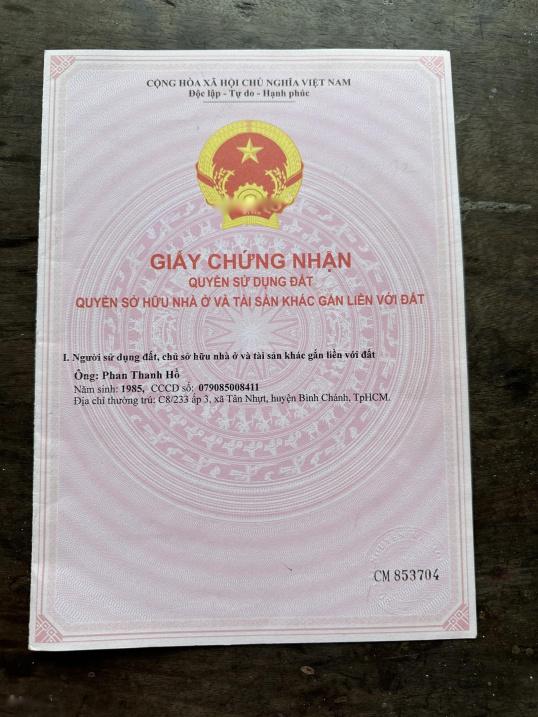 CỘNG HÒA XÃ HỘI CHỦ NGHĨA VIỆT NAM
Độc lập - Tự do - Hạnh phúc
GIẤY CHỨNG NHẬN
QUYỀN SỬ DỤNG ĐẤT
QUYỀN SỞ HỮU NHÀ Ở VÀ TÀI SẢN KHÁC GẮN LIỀN VỚI ĐẤT
I. Người sử dụng đất, chủ sở hữu nhà ở và tài sản khác gắn liền với đất
Ông: Phan Thanh Hồ
Năm sinh: 1985, CCCD số: 079085008411
Địa chỉ thường trú: C8/233 ấp 3, xã Tân Nhựt, huyện Bình Chánh, TpHCM.
CM 853704